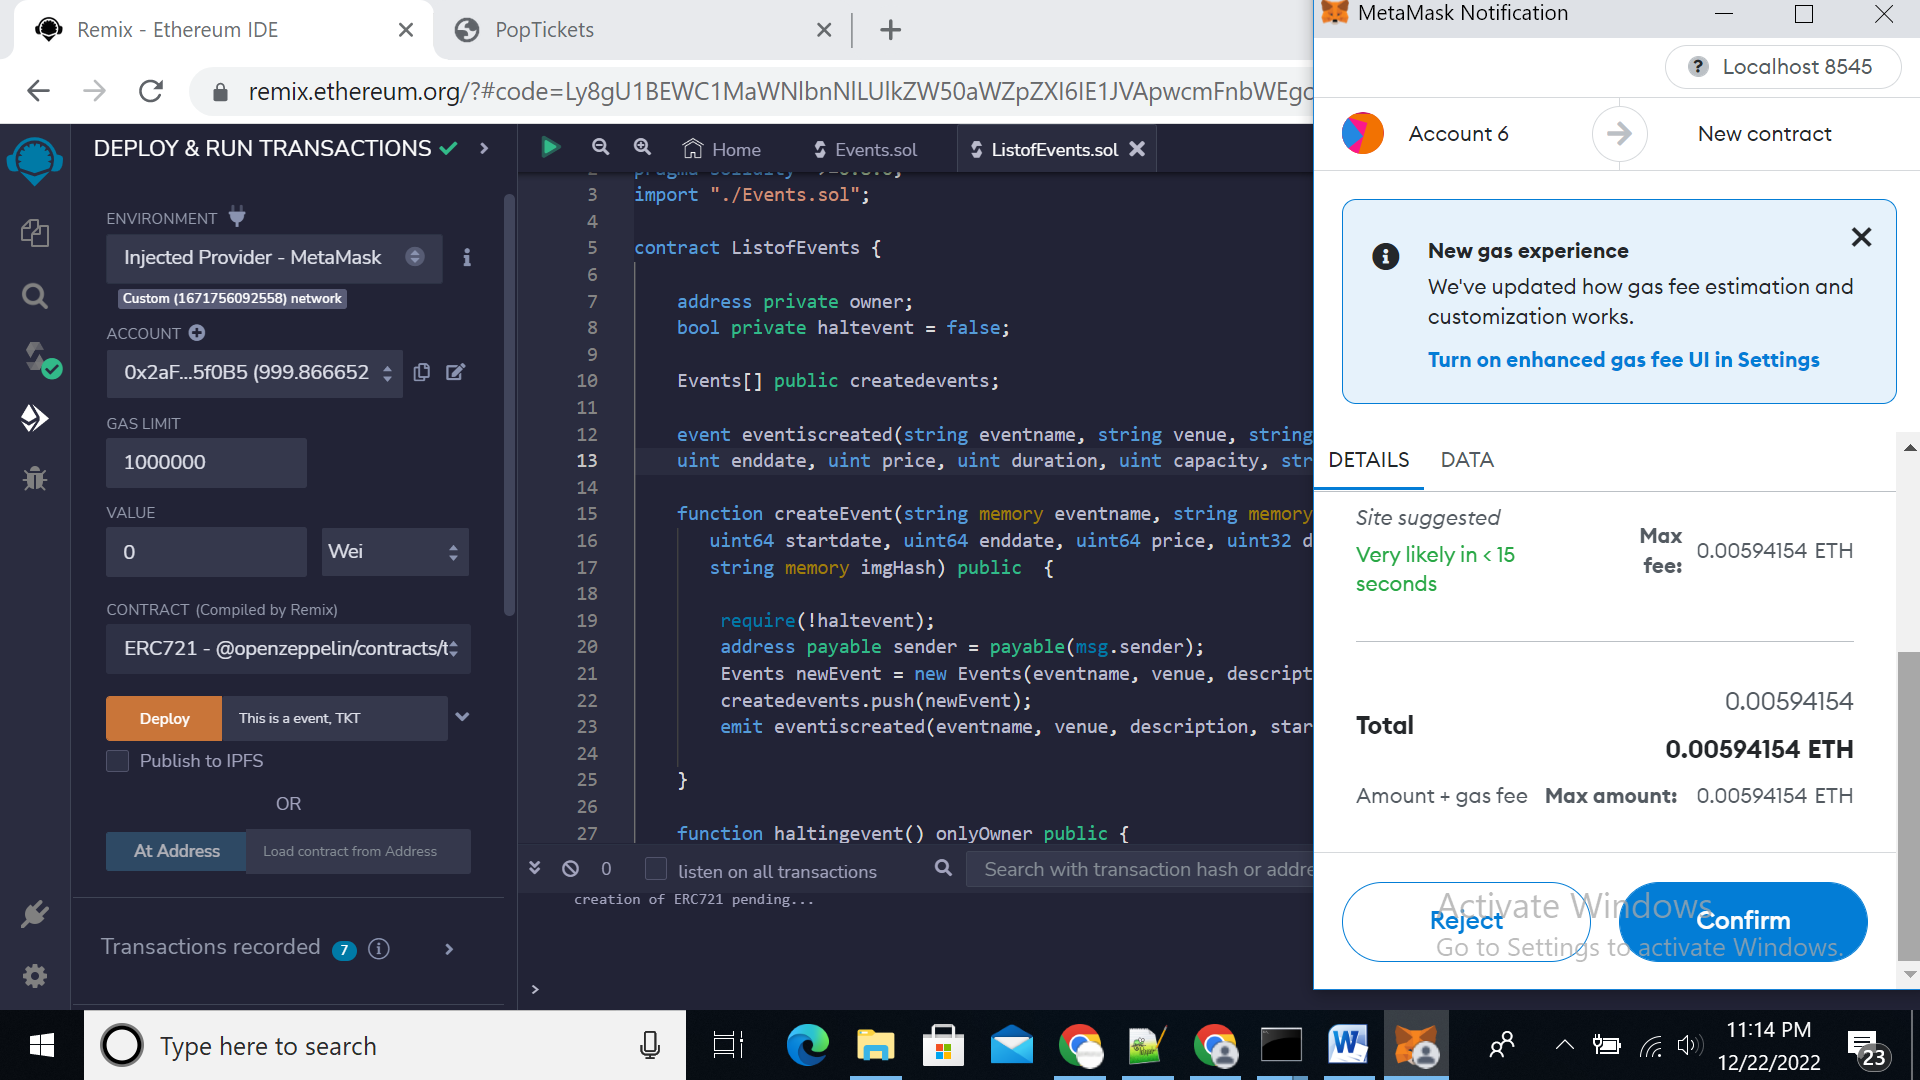 Remix - Ethereum IDE
PopTickets
remix.ethereum.org/?#code=Ly8gU1BEWC1MaWNlbnNlLUlkZW50aWZpZXI6IE1JVApwcmFnbWEgc
DEPLOY & RUN TRANSACTIONS
ENVIRONMENT
Injected Provider - MetaMask
Custom (1671756092558) network
ACCOUNT
0x2aF...5f0B5 (999.866652
GAS LIMIT
1000000
VALUE
0
Wei
CONTRACT (Compiled by Remix)
ERC721 - @openzeppelin/contracts/t
Deploy
This is a event, TKT
Publish to IPFS
OR
At Address
Load contract from Address
Transactions recorded 7
Home
Events.sol
ListofEvents.sol
3 import "./Events.sol";
4
5 contract ListofEvents {
6
7 address private owner;
8 bool private haltevent = false;
9
10 Events[] public createdevents;
11
12 event eventiscreated(string eventname, string venue, string
13 uint enddate, uint price, uint duration, uint capacity, str
14
15 function createEvent(string memory eventname, string memory
16 uint64 startdate, uint64 enddate, uint64 price, uint32 d
17 string memory imgHash) public {
18
19 require(!haltevent);
20 address payable sender = payable(msg.sender);
21 Events newEvent = new Events(eventname, venue, descript
22 createdevents.push(newEvent);
23 emit eventiscreated(eventname, venue, description, star
24
25 }
26
27 function haltingevent() onlyOwner public {
0
listen on all transactions
Search with transaction hash or addre
creation of ERC721 pending...
>
MetaMask Notification
Localhost 8545
Account 6
New contract
New gas experience
We've updated how gas fee estimation and
customization works.
Turn on enhanced gas fee UI in Settings
DETAILS
DATA
Site suggested
Very likely in < 15
seconds
Max
fee:
0.00594154 ETH
Total
0.00594154
0.00594154 ETH
Amount + gas fee
Max amount:
0.00594154 ETH
Reject
Confirm
Activate Windows
Go to Settings to activate Windows.
Type here to search
11:14 PM
12/22/2022
23